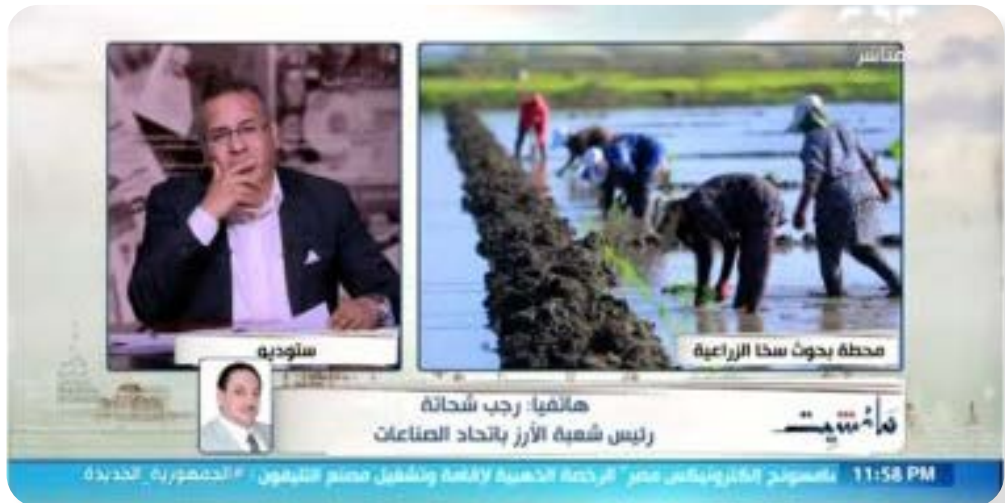 مباشر
ستوديو
محطة بحوث سخا الزراعية
هاتفيا: رجب شحاتة
رئيس شعبة الأرز باتحاد الصناعات
مانشيت
11:58 PM سامسونج إلكترونيكس مصر" الرخصة الذهبية لإقامة وتشغيل مصنع التليفون #الجمهورية_الجديدة